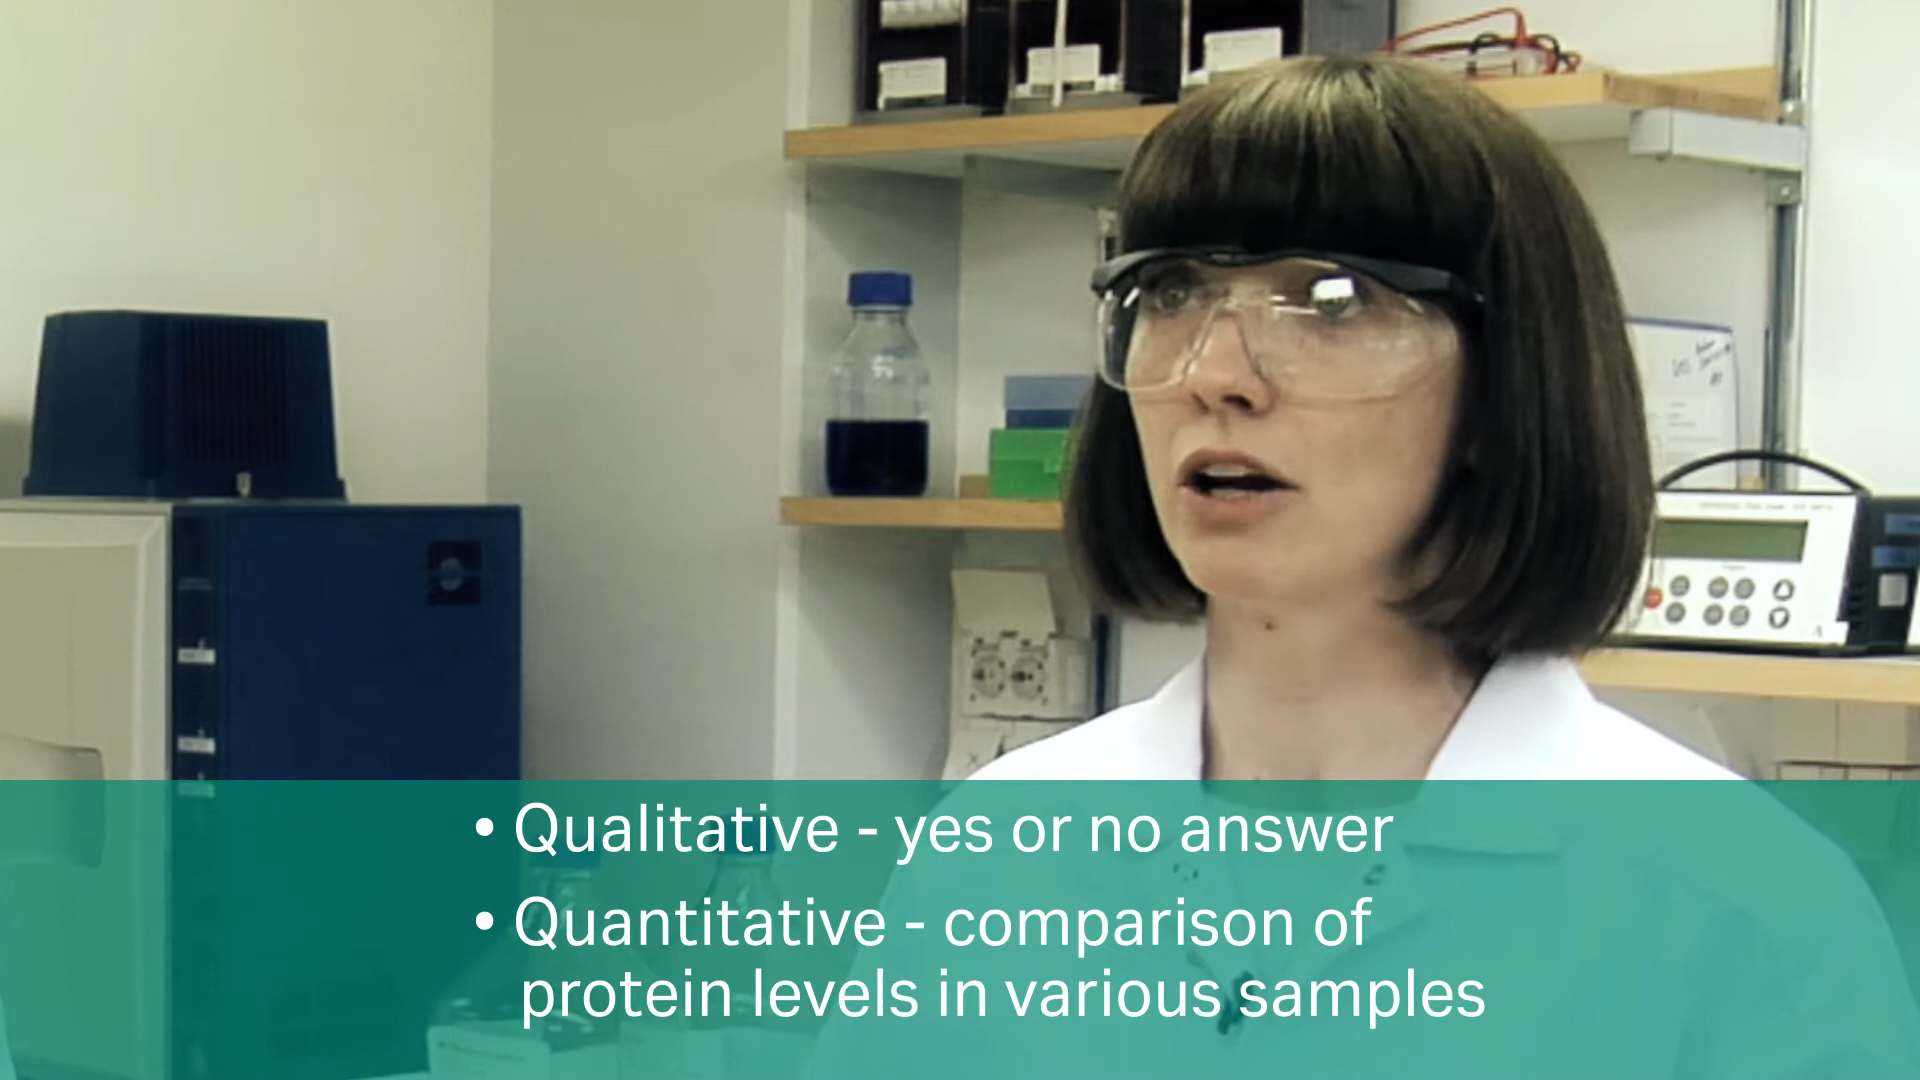 • Qualitative - yes or no answer
• Quantitative - comparison of
protein levels in various samples